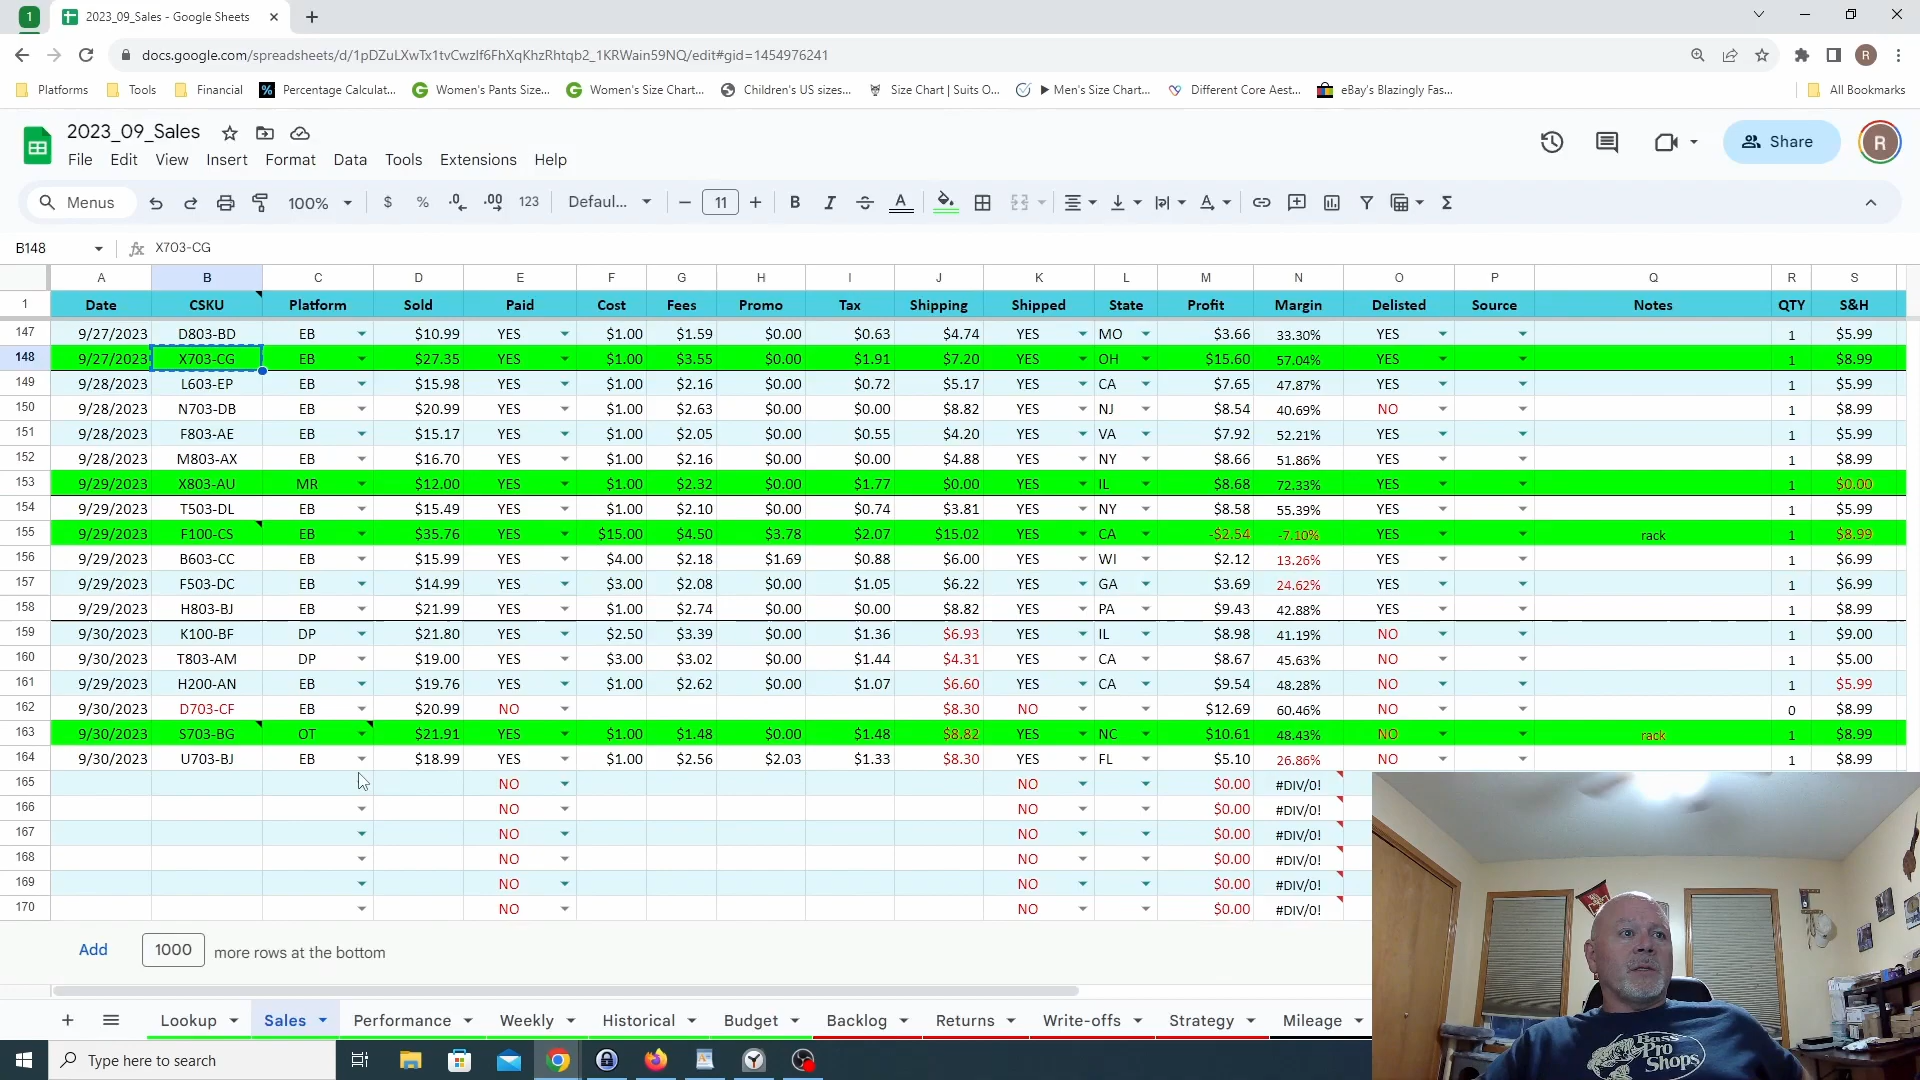 1
2023_09_Sales - Google Sheets
docs.google.com/spreadsheets/d/1pDZuLXwTx1tvCwzIf6FhXqKhzRhtqb2_1KRWain59NQ/edit#gid=1454976241
R
Platforms Tools Financial % Percentage Calculat... Women's Pants Size... Women's Size Chart... Children's US sizes... Size Chart | Suits O... ▶ Men's Size Chart... Different Core Aest... eBay's Blazingly Fas... All Bookmarks
2023_09_Sales
File Edit View Insert Format Data Tools Extensions Help
Share R
Menus 100% $ % .0 .00 123 Defaul... − 11 + B I A Σ
B148 fx X703-CG
A B C D E F G H I J K L M N O P Q R S
1 Date CSKU Platform Sold Paid Cost Fees Promo Tax Shipping Shipped State Profit Margin Delisted Source Notes QTY S&H
147 9/27/2023 D803-BD EB $10.99 YES $1.00 $1.59 $0.00 $0.63 $4.74 YES MO $3.66 33.30% YES 1 $5.99
148 9/27/2023 X703-CG EB $27.35 YES $1.00 $3.55 $0.00 $1.91 $7.20 YES OH $15.60 57.04% YES 1 $8.99
149 9/28/2023 L603-EP EB $15.98 YES $1.00 $2.16 $0.00 $0.72 $5.17 YES CA $7.65 47.87% YES 1 $5.99
150 9/28/2023 N703-DB EB $20.99 YES $1.00 $2.63 $0.00 $0.00 $8.82 YES NJ $8.54 40.69% NO 1 $8.99
151 9/28/2023 F803-AE EB $15.17 YES $1.00 $2.05 $0.00 $0.55 $4.20 YES VA $7.92 52.21% YES 1 $5.99
152 9/28/2023 M803-AX EB $16.70 YES $1.00 $2.16 $0.00 $0.00 $4.88 YES NY $8.66 51.86% YES 1 $8.99
153 9/29/2023 X803-AU MR $12.00 YES $1.00 $2.32 $0.00 $1.77 $0.00 YES IL $8.68 72.33% YES 1 $0.00
154 9/29/2023 T503-DL EB $15.49 YES $1.00 $2.10 $0.00 $0.74 $3.81 YES NY $8.58 55.39% YES 1 $5.99
155 9/29/2023 F100-CS EB $35.76 YES $15.00 $4.50 $3.78 $2.07 $15.02 YES CA -$2.54 -7.10% YES rack 1 $8.99
156 9/29/2023 B603-CC EB $15.99 YES $4.00 $2.18 $1.69 $0.88 $6.00 YES WI $2.12 13.26% YES 1 $6.99
157 9/29/2023 F503-DC EB $14.99 YES $3.00 $2.08 $0.00 $1.05 $6.22 YES GA $3.69 24.62% YES 1 $6.99
158 9/29/2023 H803-BJ EB $21.99 YES $1.00 $2.74 $0.00 $0.00 $8.82 YES PA $9.43 42.88% YES 1 $8.99
159 9/30/2023 K100-BF DP $21.80 YES $2.50 $3.39 $0.00 $1.36 $6.93 YES IL $8.98 41.19% NO 1 $9.00
160 9/30/2023 T803-AM DP $19.00 YES $3.00 $3.02 $0.00 $1.44 $4.31 YES CA $8.67 45.63% NO 1 $5.00
161 9/29/2023 H200-AN EB $19.76 YES $1.00 $2.62 $0.00 $1.07 $6.60 YES CA $9.54 48.28% NO 1 $5.99
162 9/30/2023 D703-CF EB $20.99 NO $8.30 NO $12.69 60.46% NO 0 $8.99
163 9/30/2023 S703-BG OT $21.91 YES $1.00 $1.48 $0.00 $1.48 $8.82 YES NC $10.61 48.43% NO rack 1 $8.99
164 9/30/2023 U703-BJ EB $18.99 YES $1.00 $2.56 $2.03 $1.33 $8.30 YES FL $5.10 26.86% NO 1 $8.99
165 NO NO $0.00 #DIV/0!
166 NO NO $0.00 #DIV/0!
167 NO NO $0.00 #DIV/0!
168 NO NO $0.00 #DIV/0!
169 NO NO $0.00 #DIV/0!
170 NO NO $0.00 #DIV/0!
Add 1000 more rows at the bottom
Lookup Sales Performance Weekly Historical Budget Backlog Returns Write-offs Strategy Mileage
Type here to search
Bass
Pro
Shops